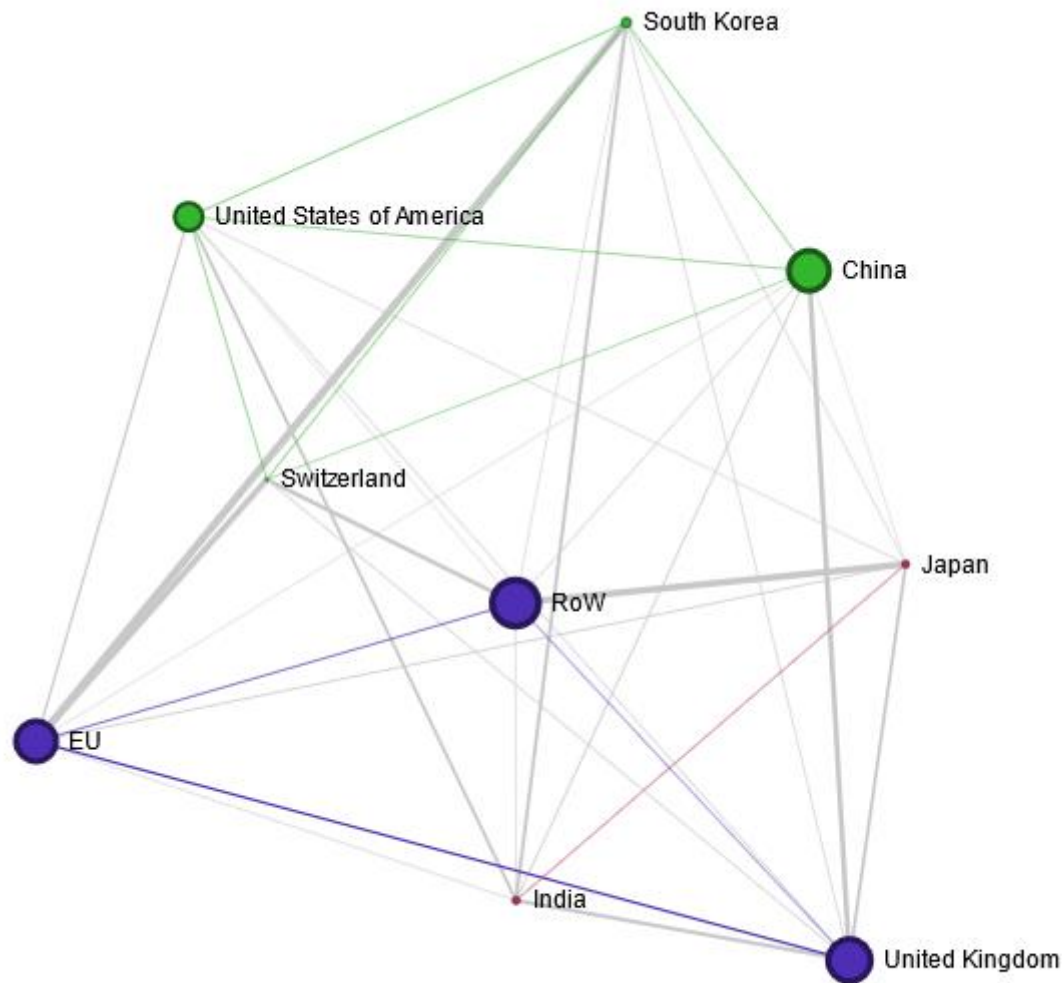 South Korea
United States of America
China
Switzerland
Japan
RoW
EU
India
United Kingdom